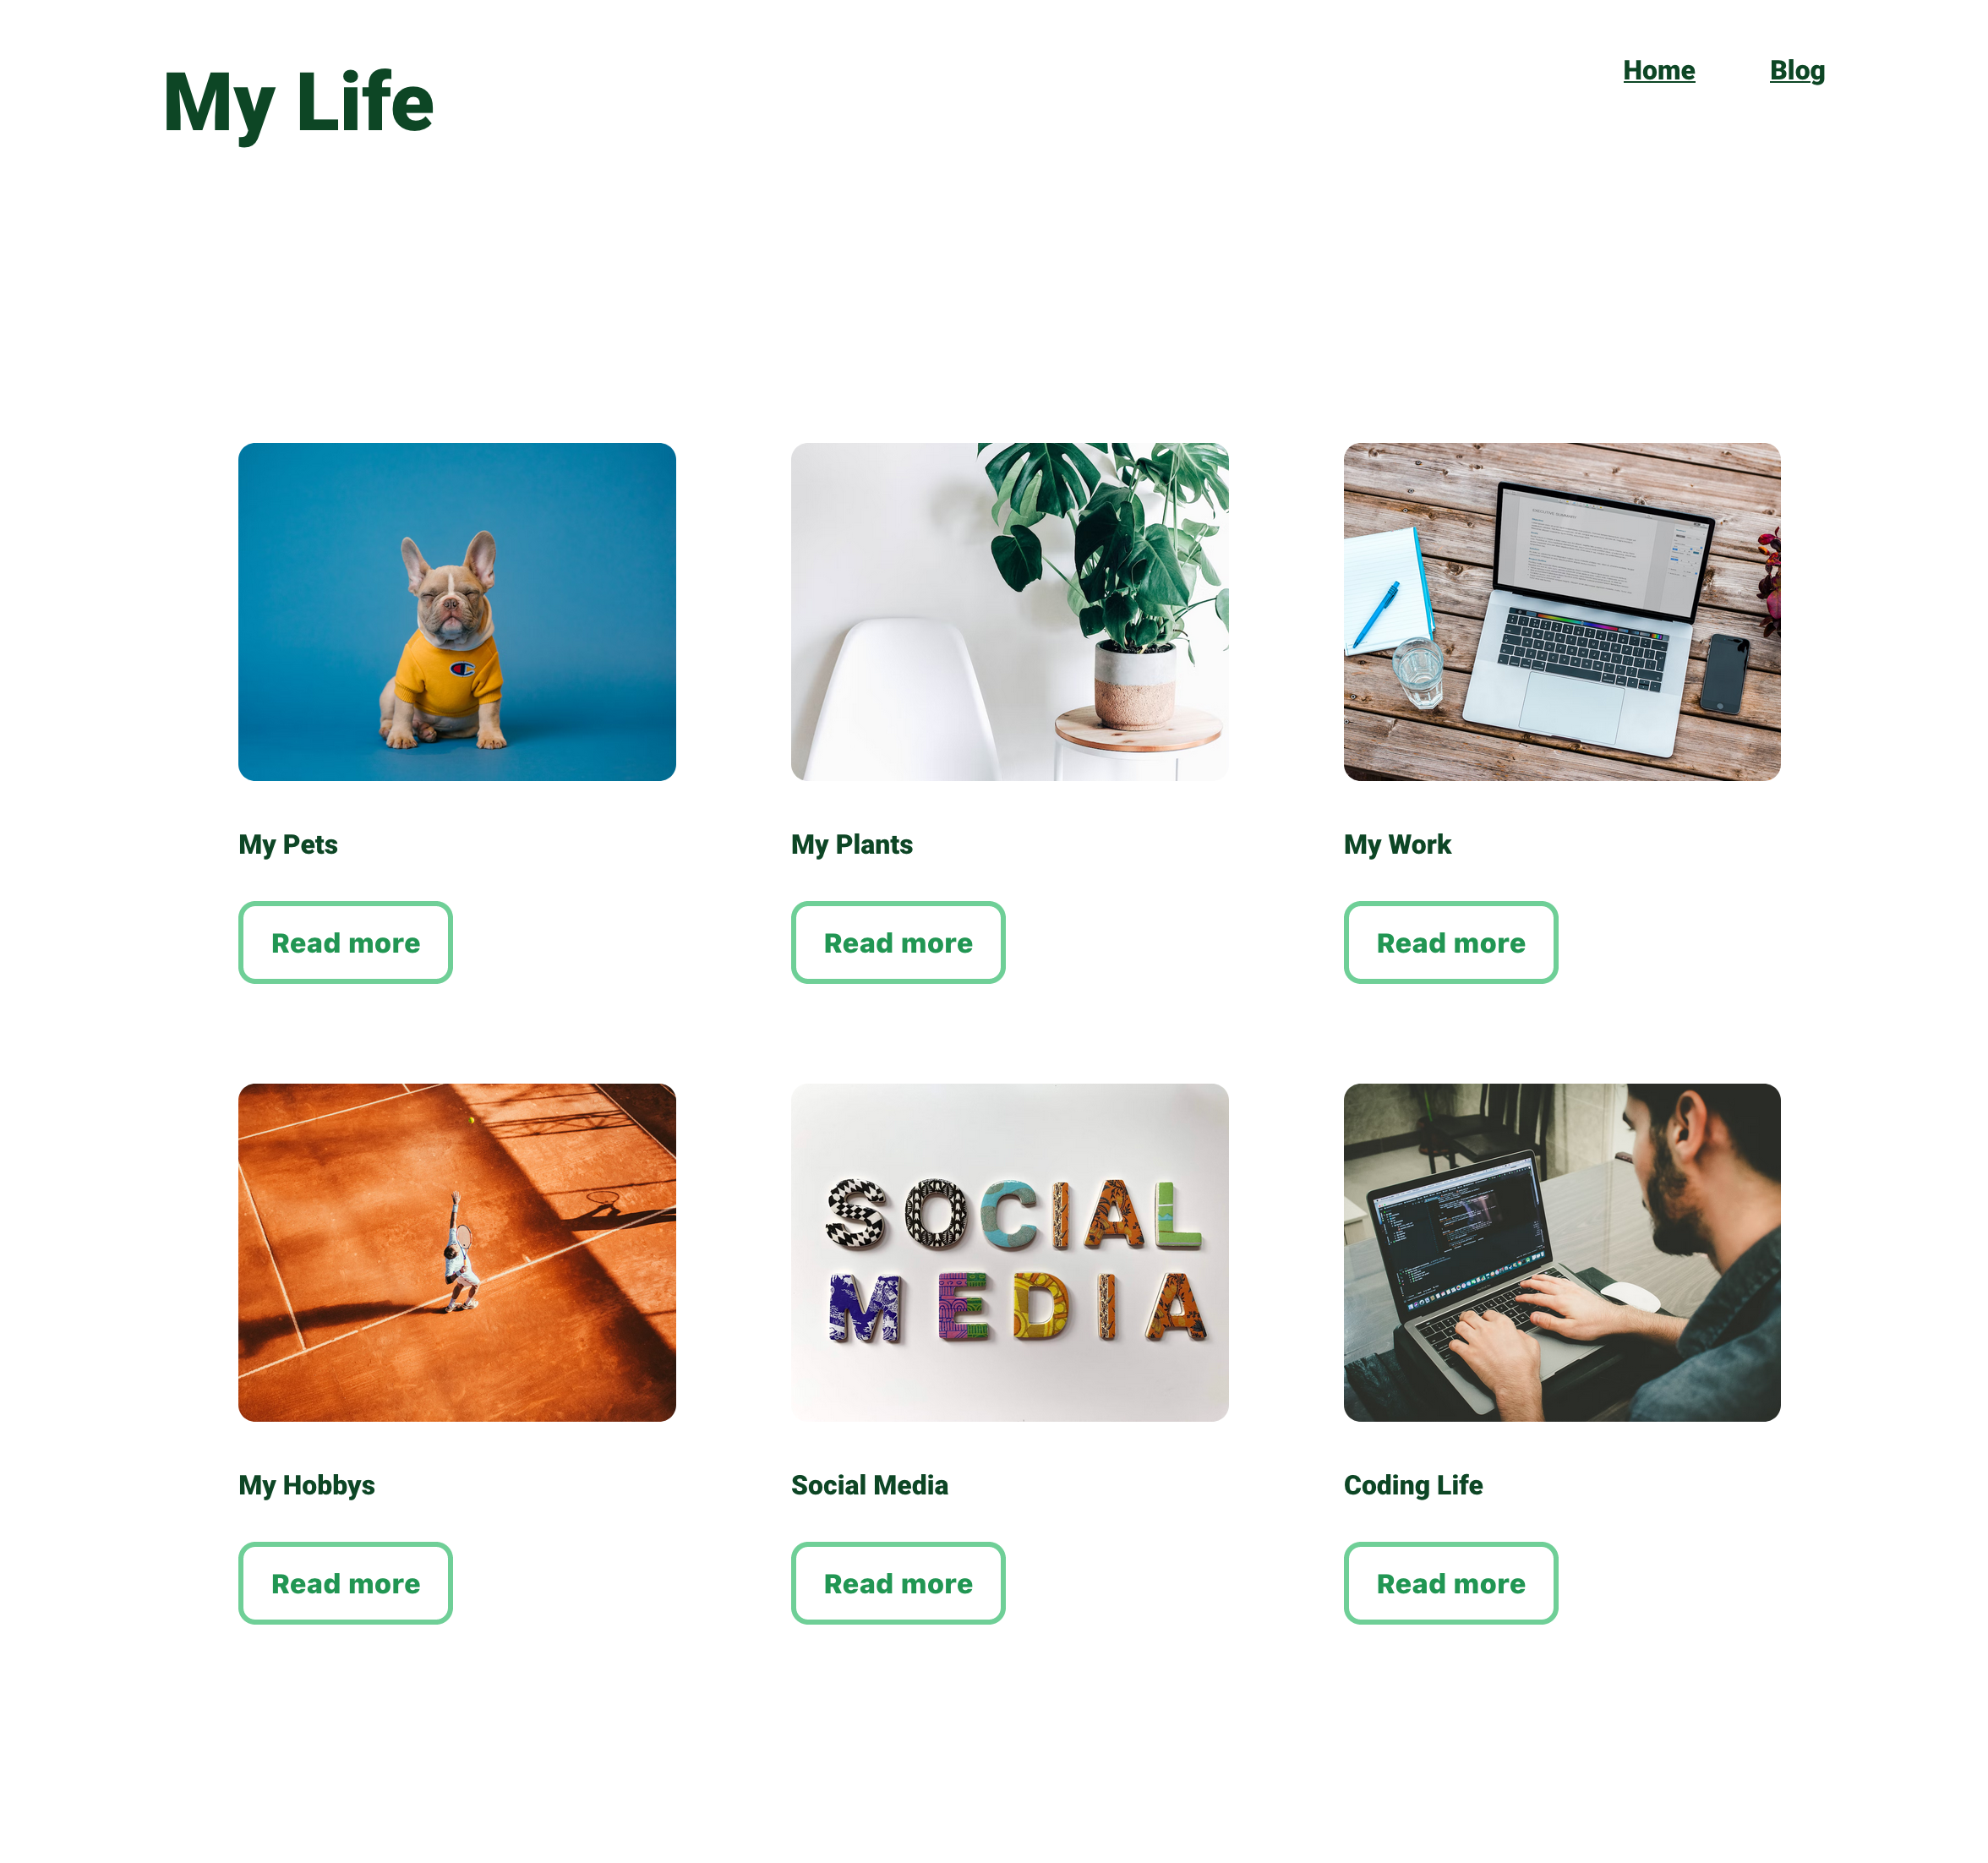 My Life
Home
Blog
My Pets
My Plants
My Work
Read more
Read more
Read more
SOCIAL
MEDIA
My Hobbys
Social Media
Coding Life
Read more
Read more
Read more